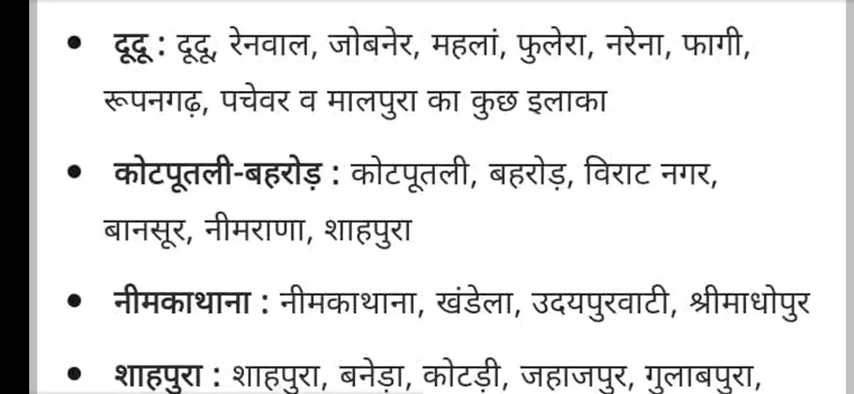 • दूदू : दूदू, रेनवाल, जोबनेर, महलां, फुलेरा, नरेना, फागी,
रूपनगढ़, पचेवर व मालपुरा का कुछ इलाका
• कोटपूतली-बहरोड़ : कोटपूतली, बहरोड़, विराट नगर,
बानसूर, नीमराणा, शाहपुरा
• नीमकाथाना : नीमकाथाना, खंडेला, उदयपुरवाटी, श्रीमाधोपुर
• शाहपुरा : शाहपुरा, बनेड़ा, कोटड़ी, जहाजपुर, गुलाबपुरा,